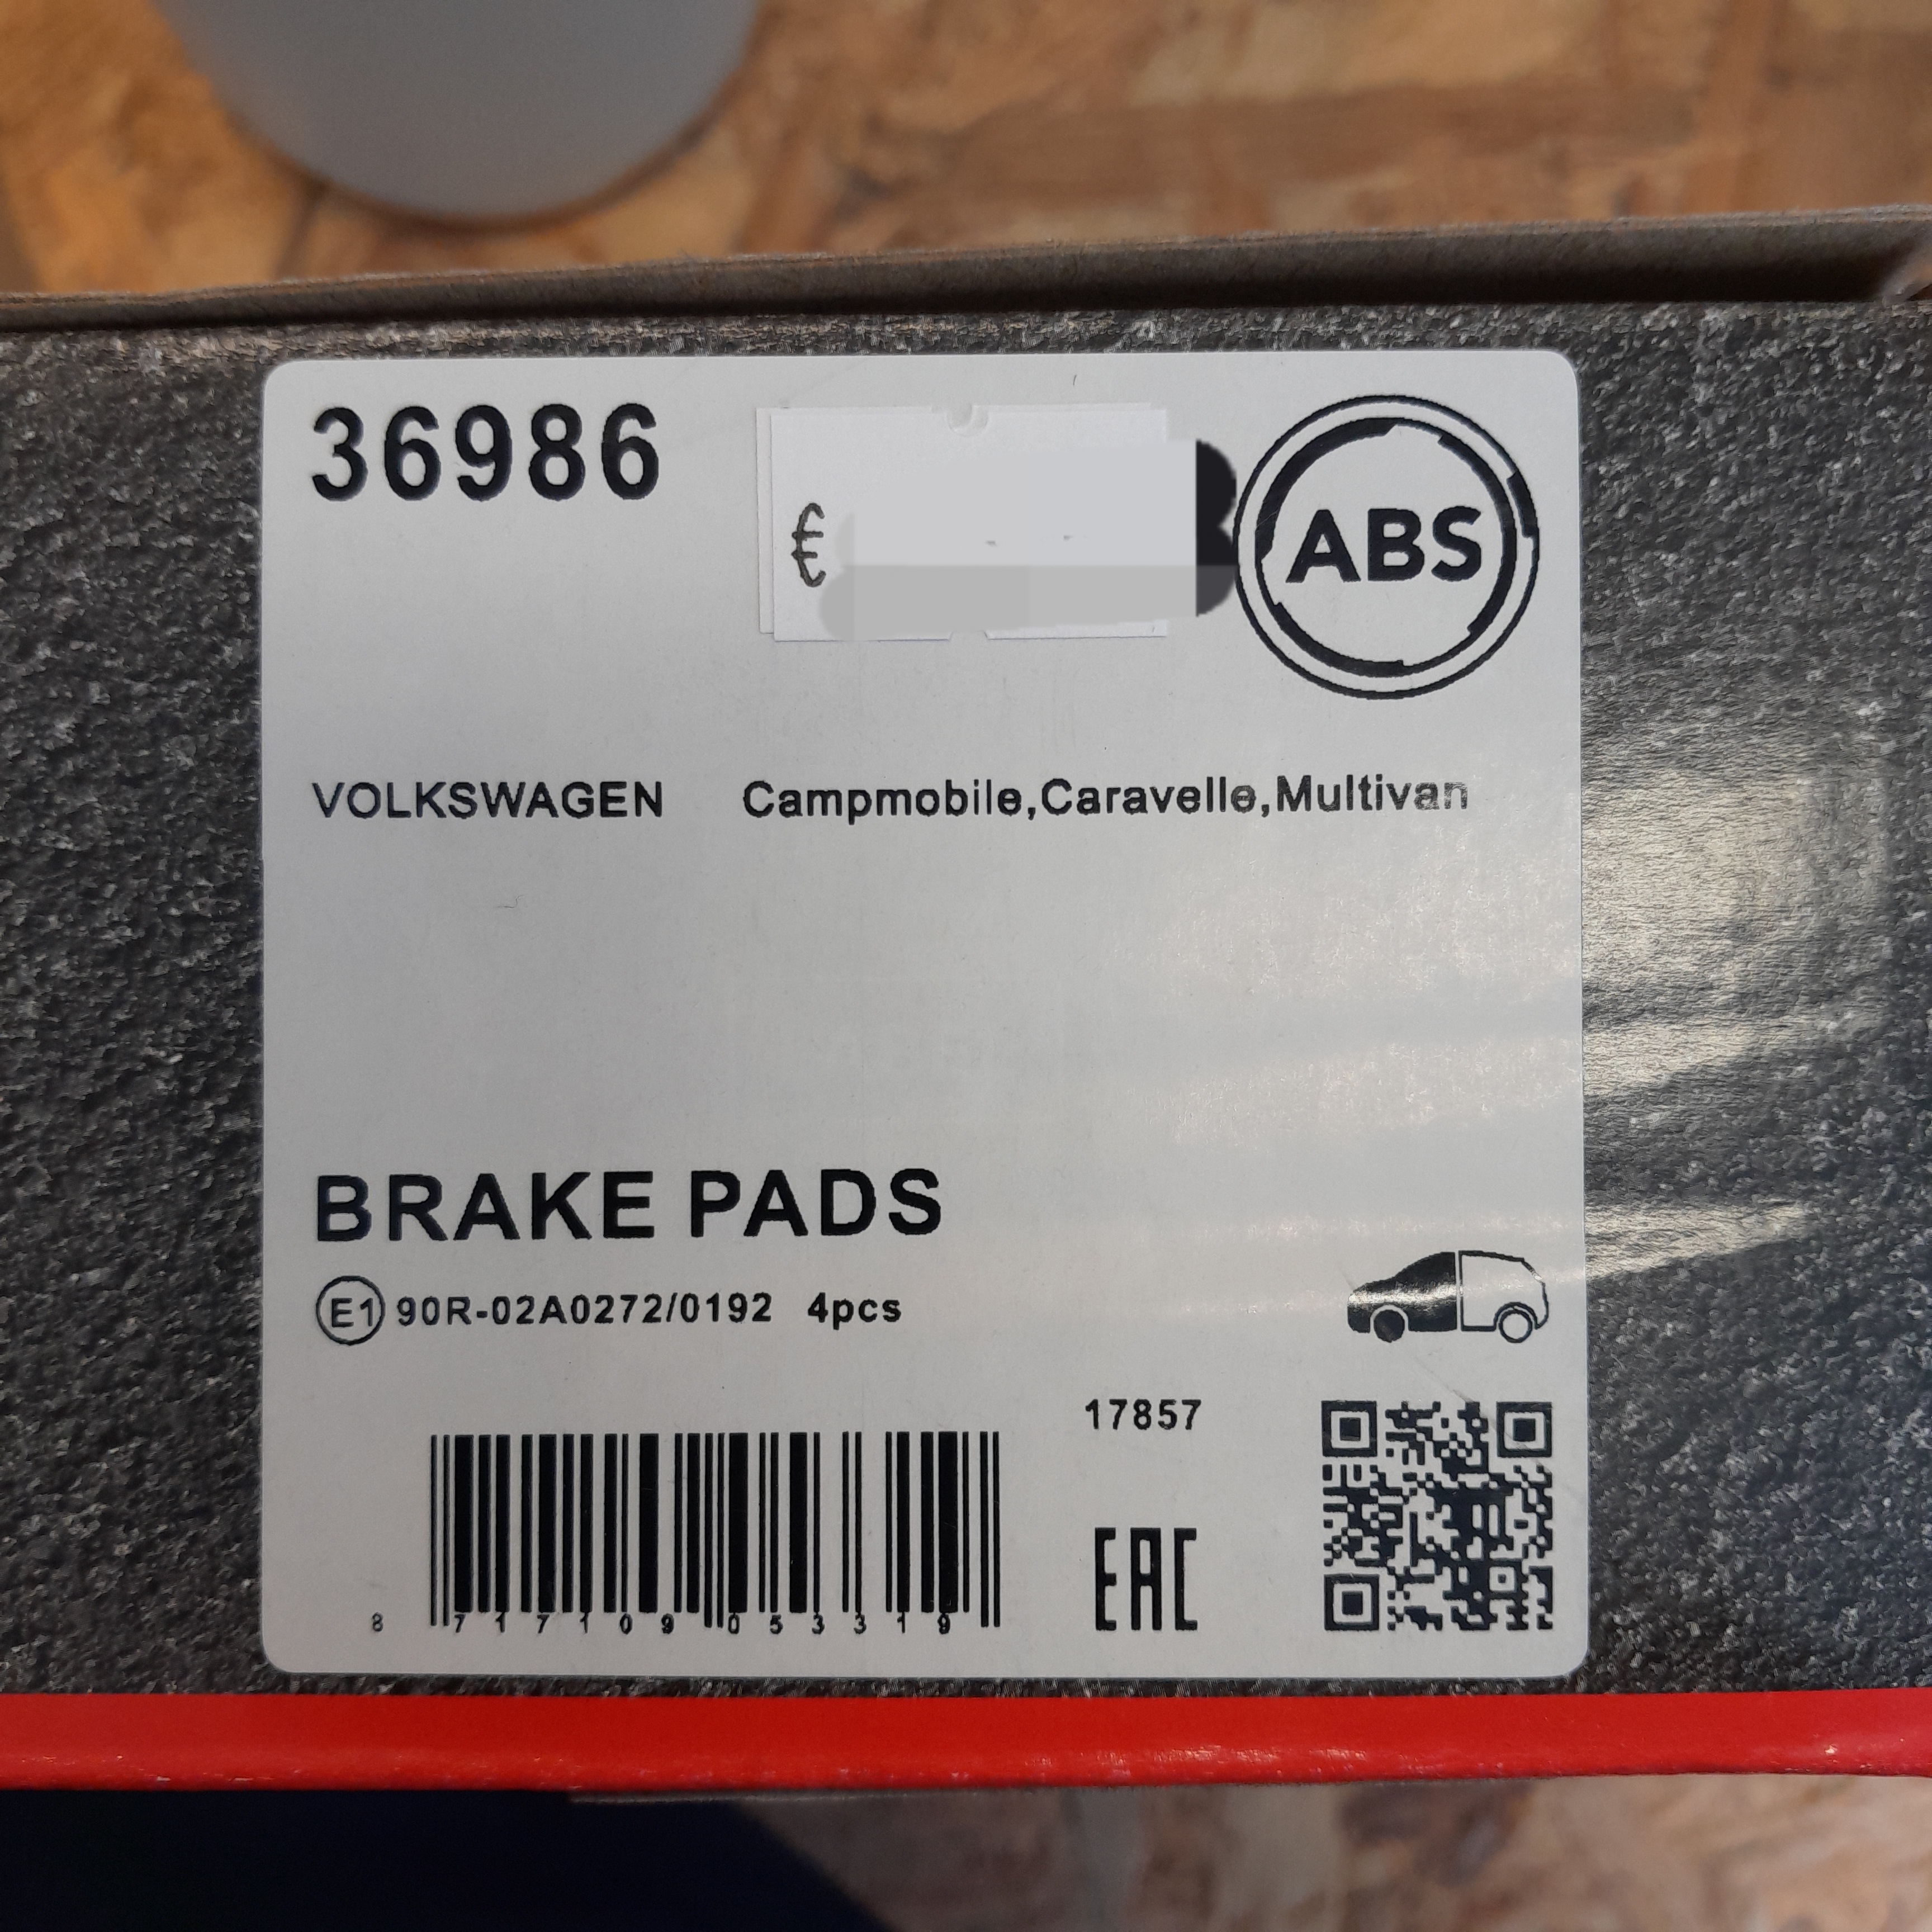 36986
€
ABS
VOLKSWAGEN Campmobile,Caravelle,Multivan
BRAKE PADS
E1 90R-02A0272/0192 4pcs
17857
EAC
8 717109 053319